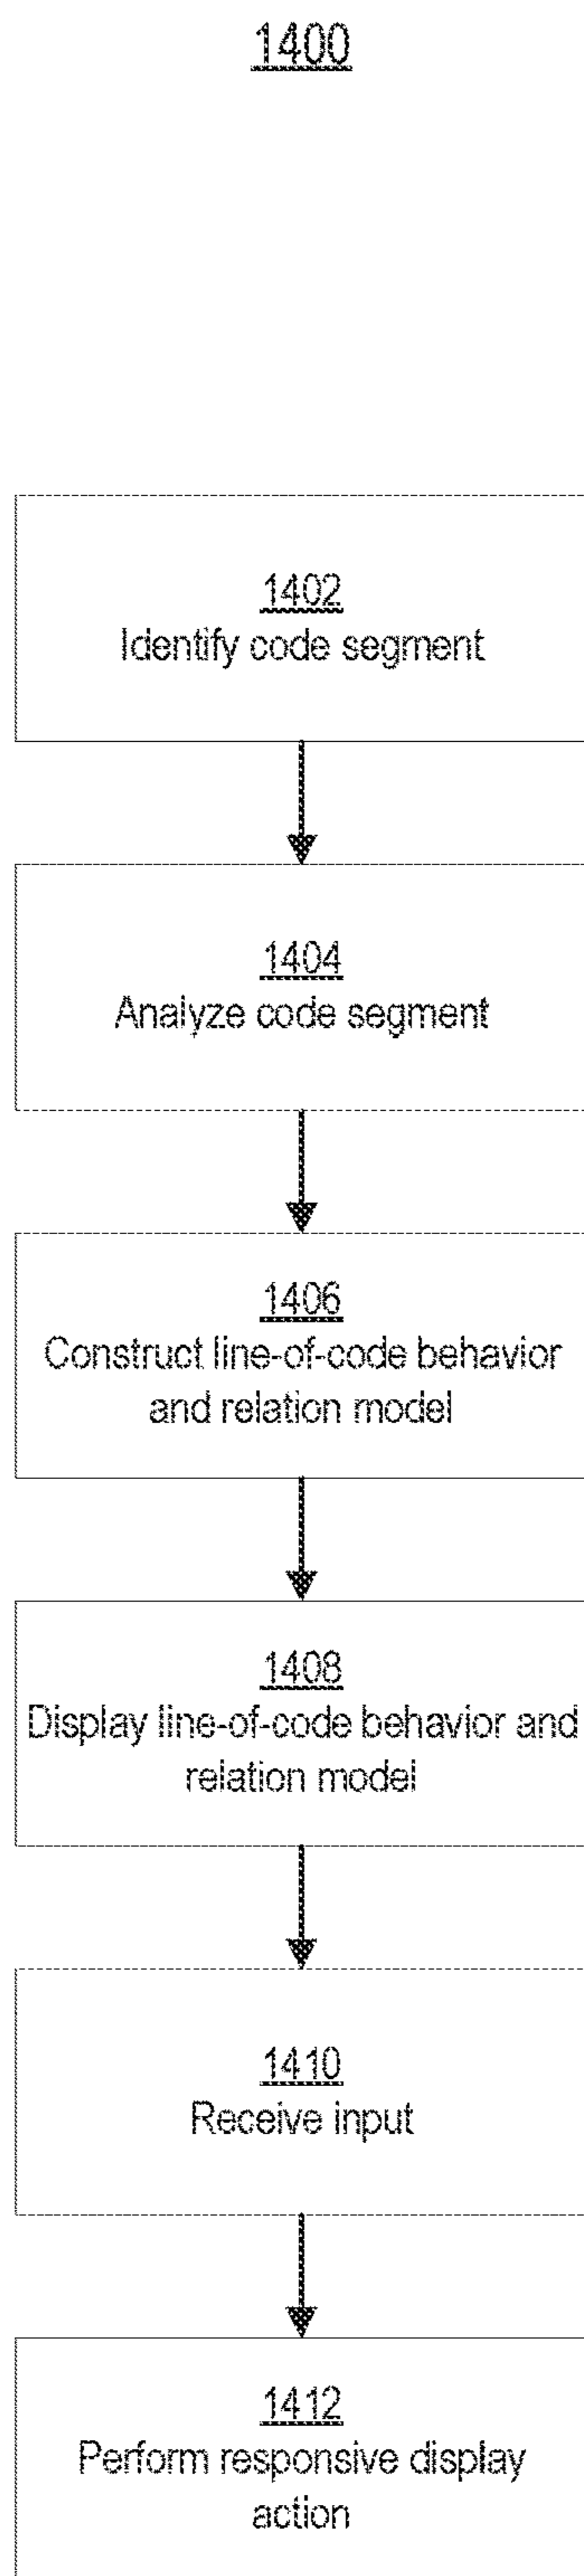 1400
1402
Identify code segment
1404
Analyze code segment
1406
Construct line-of-code behavior
and relation model
1408
Display line-of-code behavior and
relation model
1410
Receive input
1412
Perform responsive display
action